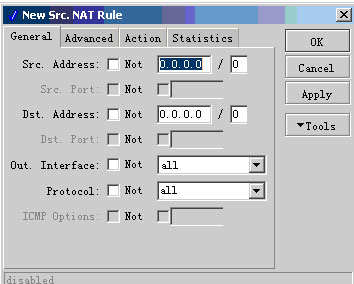 New Src. NAT Rule
General Advanced Action Statistics
Src. Address: Not 0.0.0.0 / 0
Src. Port: Not
Dst. Address: Not 0.0.0.0 / 0
Dst. Port: Not
Out. Interface: Not all
Protocol: Not all
ICMP Options: Not
OK
Cancel
Apply
Tools
disabled